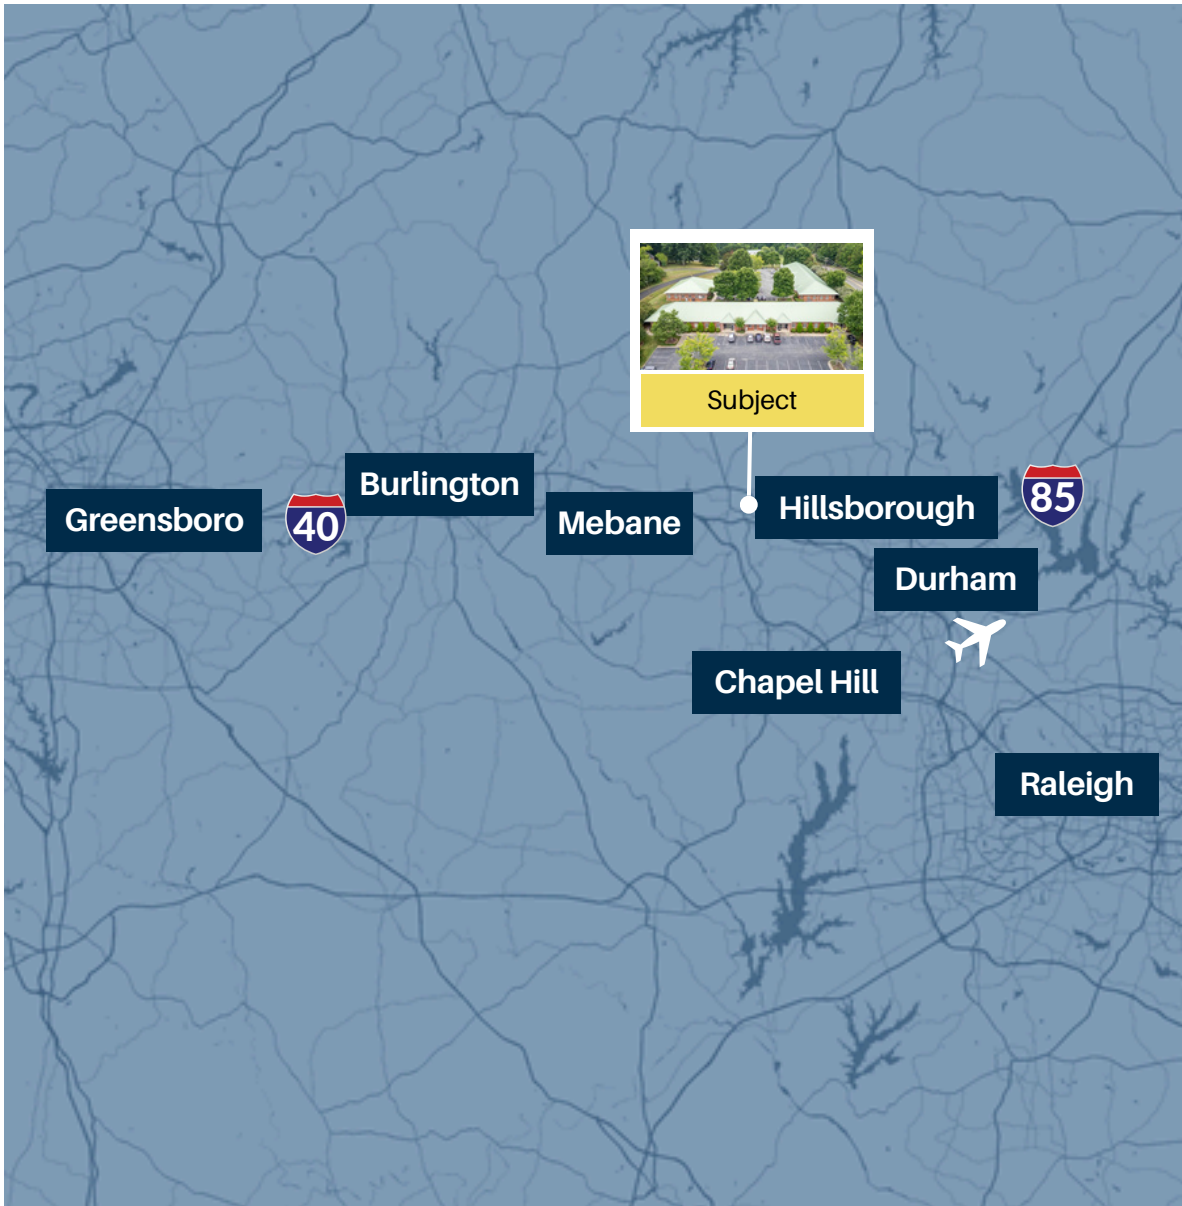 Subject
Burlington
Greensboro
40
Mebane
Hillsborough
85
Durham
Chapel Hill
Raleigh